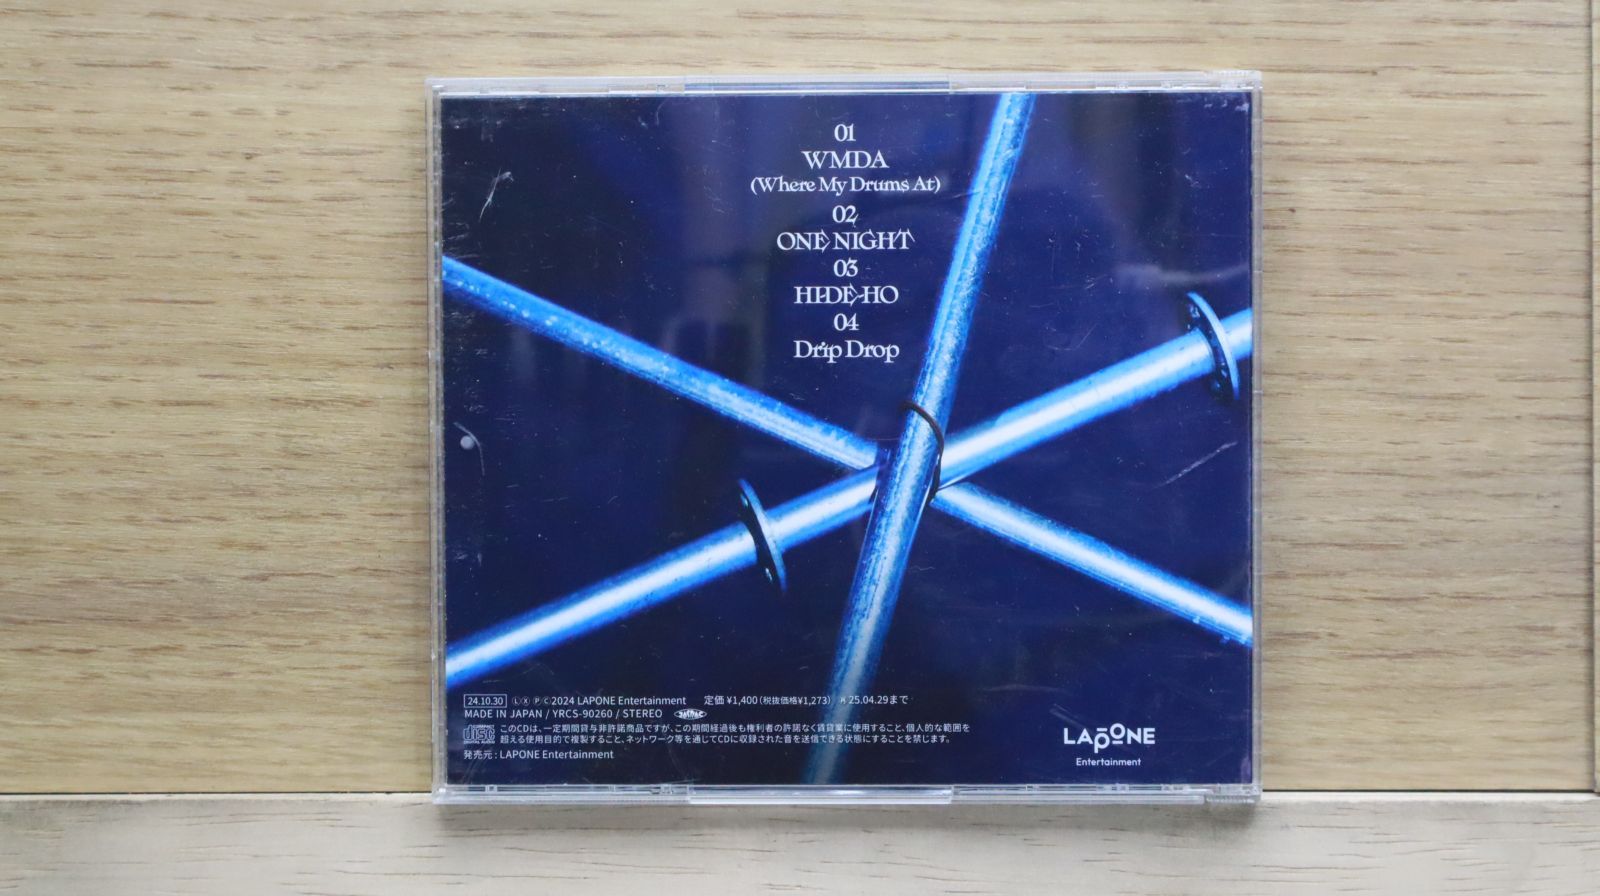 01
WMDA
(Where My Drums At)
02
ONE NIGHT
03
HI-DE-HO
04
Drip Drop
24.10.30 Ⓛ Ⓧ Ⓟ Ⓒ 2024 LAPONE Entertainment 定価 ¥1,400 (税抜価格¥1,273) 25.04.29まで
MADE IN JAPAN / YRCS-90260 / STEREO
COMPACT disc DIGITAL AUDIO
このCDは、一定期間貸与非許諾商品ですが、この期間経過後も権利者の許諾なく賃貸業に使用すること、個人的な範囲を
超える使用目的で複製すること、ネットワーク等を通じてCDに収録された音を送信できる状態にすることを禁じます。
発売元 : LAPONE Entertainment
LAPONE
Entertainment